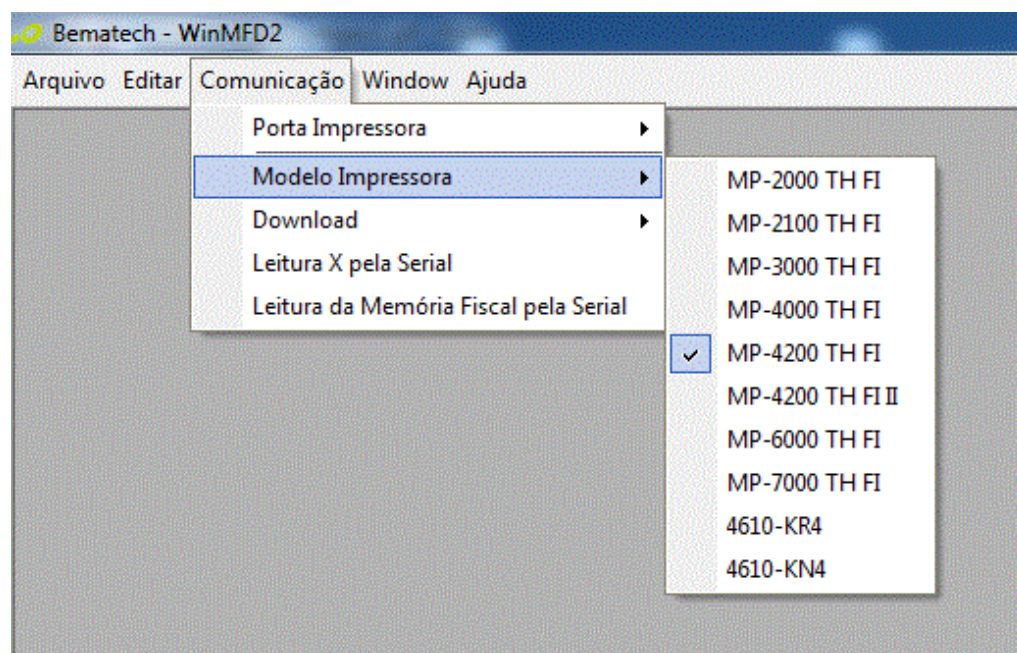 Bematech - WinMFD2
Arquivo Editar Comunicação Window Ajuda
Porta Impressora
Modelo Impressora
Download
Leitura X pela Serial
Leitura da Memória Fiscal pela Serial
MP-2000 TH FI
MP-2100 TH FI
MP-3000 TH FI
MP-4000 TH FI
MP-4200 TH FI
MP-4200 TH FI II
MP-6000 TH FI
MP-7000 TH FI
4610-KR4
4610-KN4